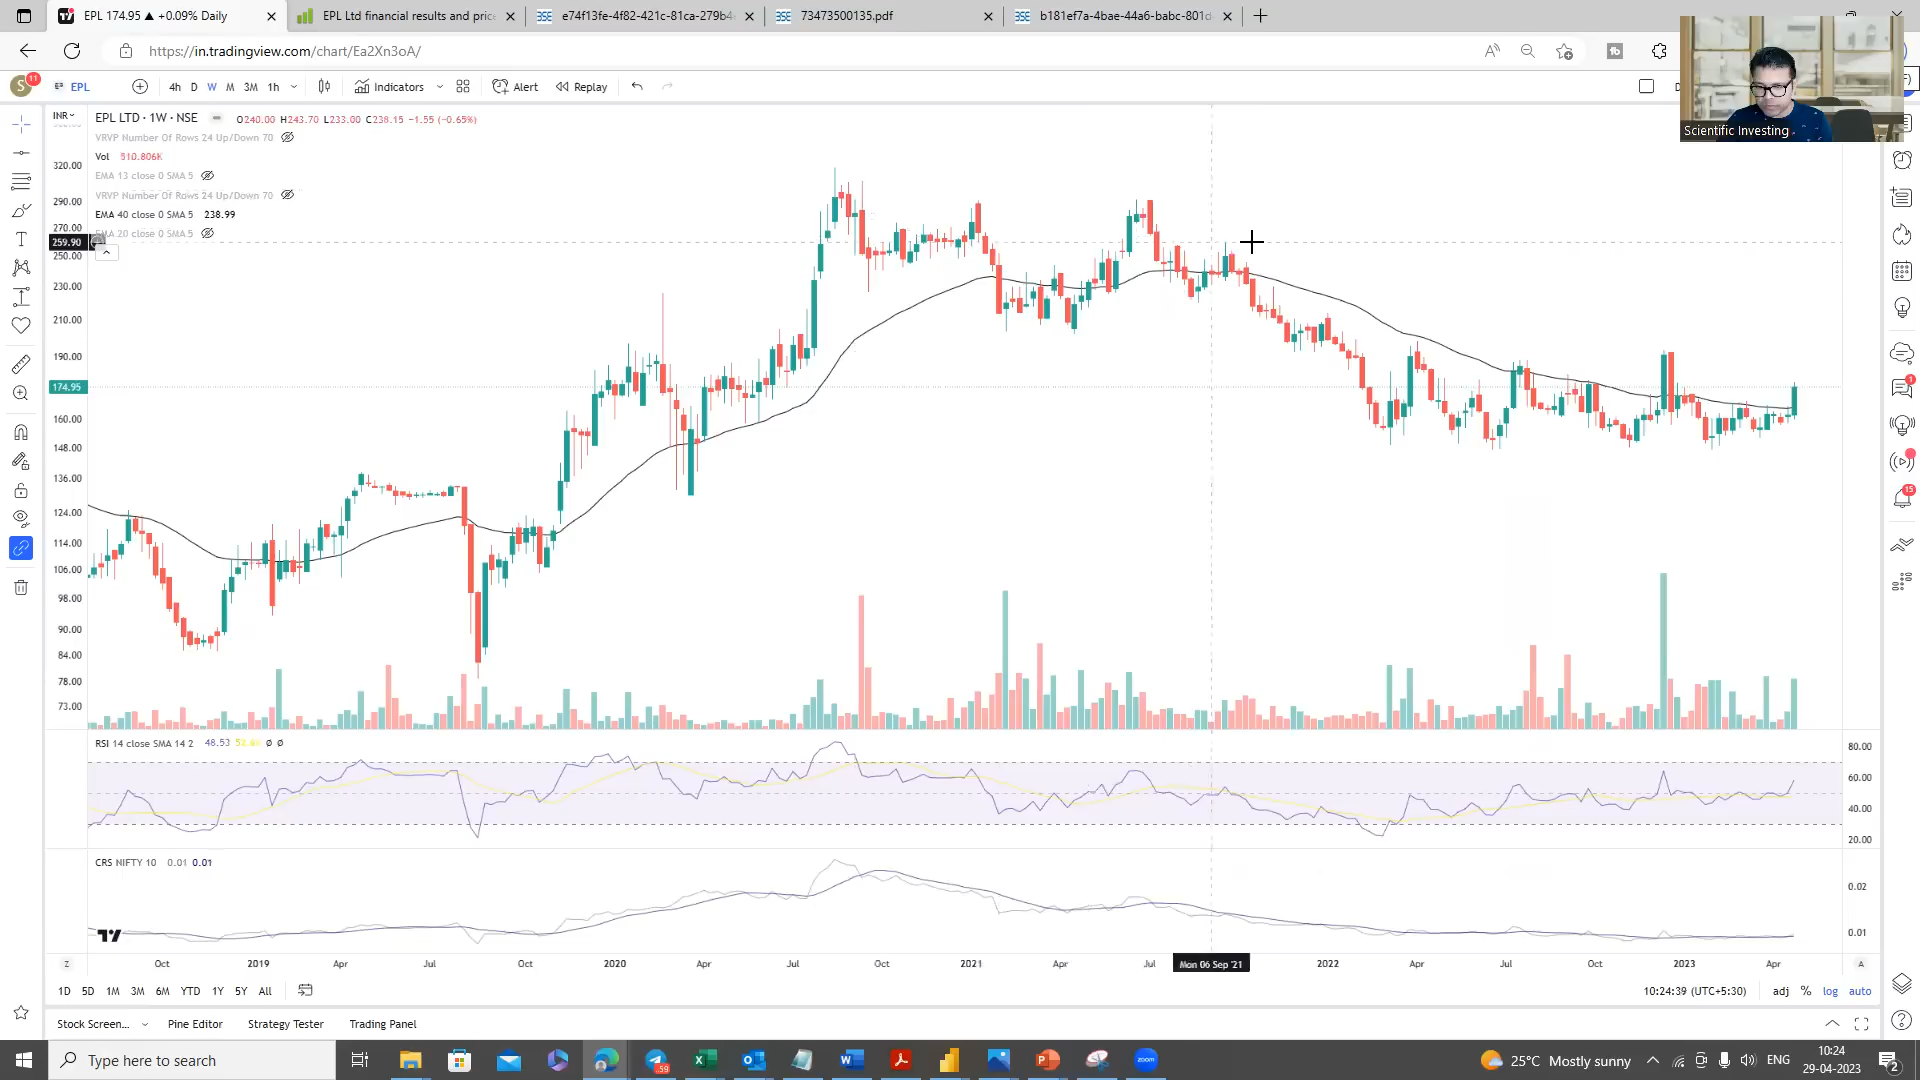 EPL 174.95 ▲ +0.09% Daily
EPL Ltd financial results and price
e74f13fe-4f82-421c-81ca-279b4
73473500135.pdf
b181ef7a-4bae-44a6-babc-801d
https://in.tradingview.com/chart/Ea2Xn3oA/
S 11 EPL 4h D W M 3M 1h Indicators Alert Replay
Scientific Investing
INR EPL LTD · 1W · NSE O240.00 H243.70 L233.00 C238.15 −1.55 (−0.65%)
VRVP Number Of Rows 24 Up/Down 70
Vol 510.806K
EMA 13 close 0 SMA 5
VRVP Number Of Rows 24 Up/Down 70
EMA 40 close 0 SMA 5 238.99
EMA 20 close 0 SMA 5
320.00
290.00
270.00
259.90
250.00
230.00
210.00
190.00
174.95
160.00
148.00
136.00
124.00
114.00
106.00
98.00
90.00
84.00
78.00
73.00
RSI 14 close SMA 14 2 48.53 Ø Ø
80.00
60.00
40.00
20.00
CRS NIFTY 10 0.01 0.01
0.02
0.01
Z Oct 2019 Apr Jul Oct 2020 Apr Jul Oct 2021 Apr Jul Mon 06 Sep '21 2022 Apr Jul Oct 2023 Apr A
1D 5D 1M 3M 6M YTD 1Y 5Y All
10:24:39 (UTC+5:30) adj % log auto
Stock Screen... Pine Editor Strategy Tester Trading Panel
1
15
Type here to search
59
zoom
25°C Mostly sunny
ENG
10:24
29-04-2023
2